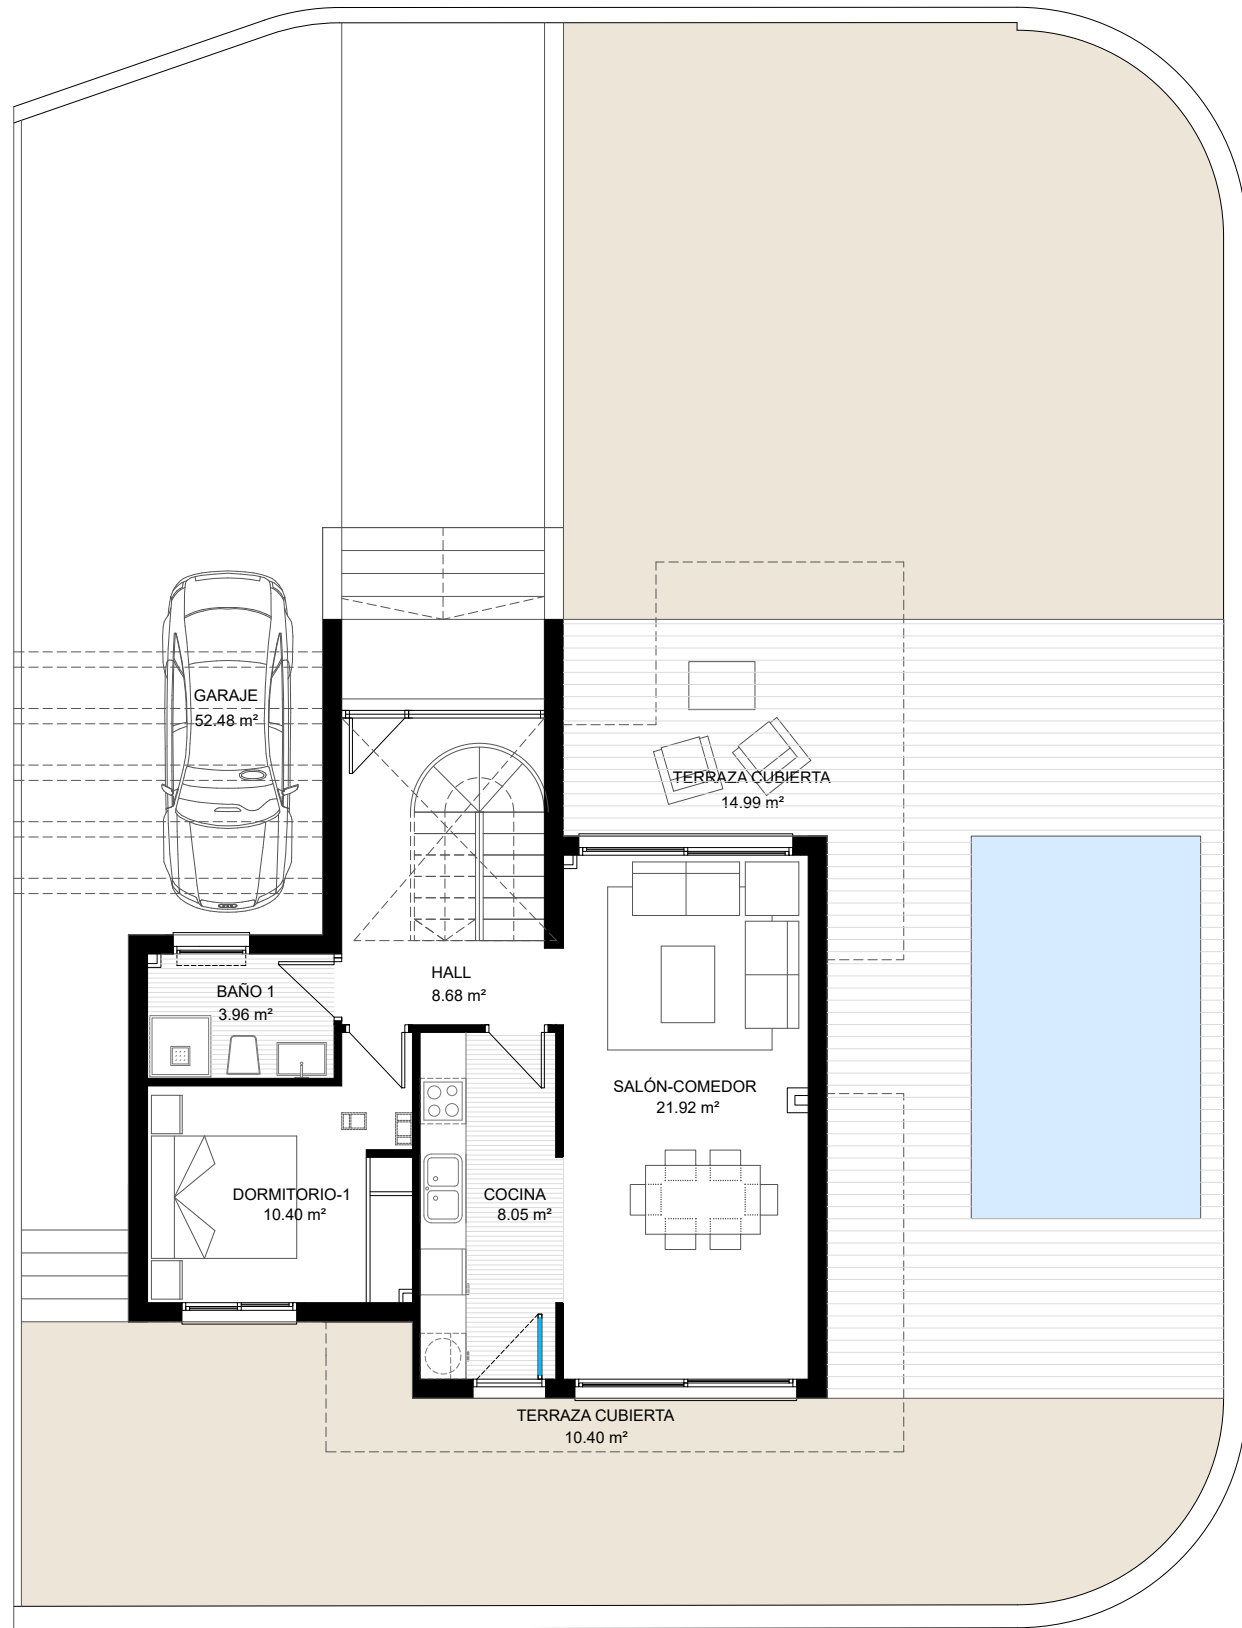 GARAJE
52.48 m²
TERRAZA CUBIERTA
14.99 m²
HALL
8.68 m²
BAÑO 1
3.96 m²
SALÓN-COMEDOR
21.92 m²
DORMITORIO-1
10.40 m²
COCINA
8.05 m²
TERRAZA CUBIERTA
10.40 m²